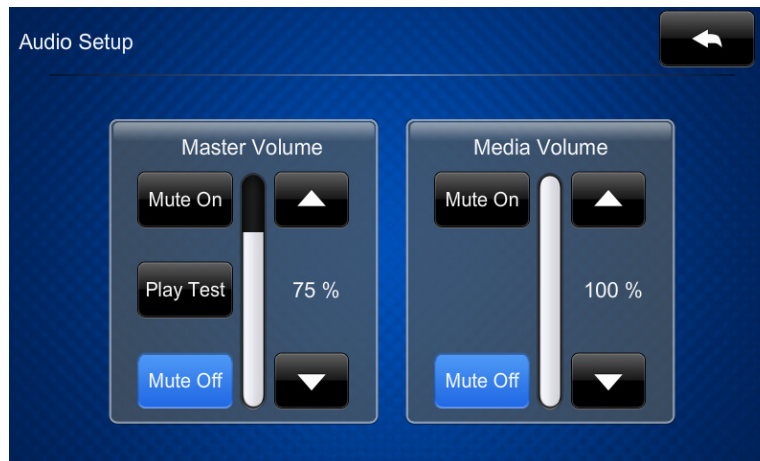 Audio Setup
Master Volume
Mute On
Play Test
75 %
Mute Off
Media Volume
Mute On
100 %
Mute Off